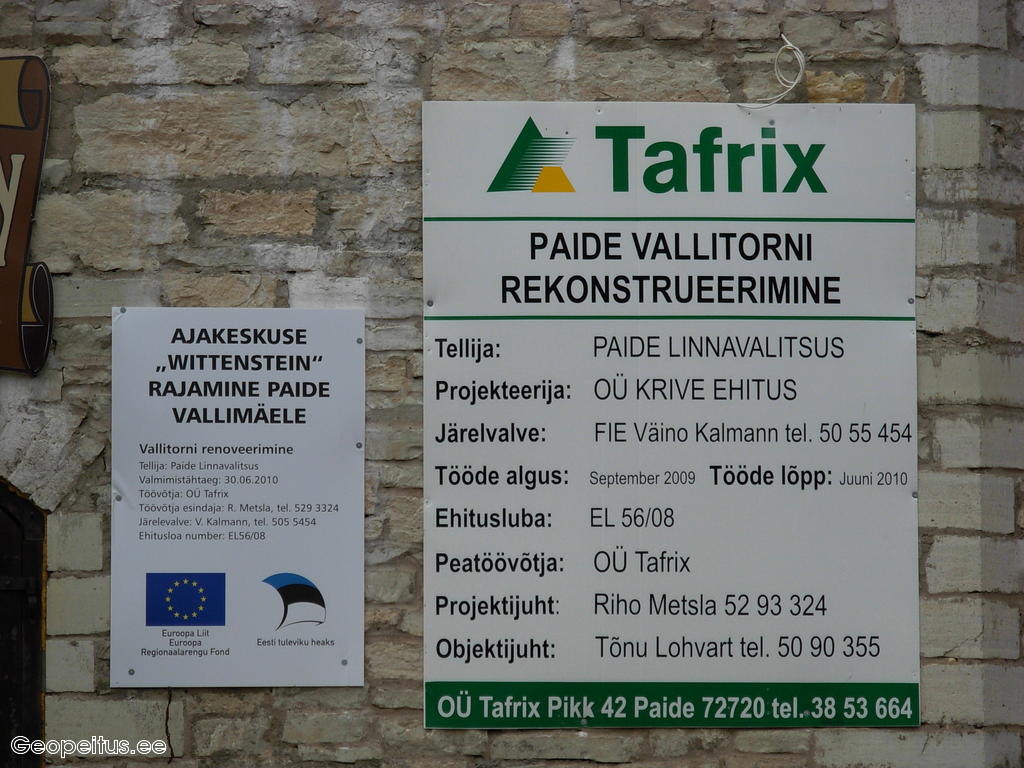 AJAKESKUSE
„WITTENSTEIN“
RAJAMINE PAIDE
VALLIMÄELE
Vallitorni renoveerimine
Tellija: Paide Linnavalitsus
Valmimistähtaeg: 30.06.2010
Töövõtja: OÜ Tafrix
Töövõtja esindaja: R. Metsla, tel. 529 3324
Järelevalve: V. Kalmann, tel. 505 5454
Ehitusloa number: EL56/08
Euroopa Liit
Euroopa
Regionaalarengu Fond
Eesti tuleviku heaks
Tafrix
PAIDE VALLITORNI
REKONSTRUEERIMINE
Tellija: PAIDE LINNAVALITSUS
Projekteerija: OÜ KRIVE EHITUS
Järelvalve: FIE Väino Kalmann tel. 50 55 454
Tööde algus: September 2009 Tööde lõpp: Juuni 2010
Ehitusluba: EL 56/08
Peatöövõtja: OÜ Tafrix
Projektijuht: Riho Metsla 52 93 324
Objektijuht: Tõnu Lohvart tel. 50 90 355
OÜ Tafrix Pikk 42 Paide 72720 tel. 38 53 664
Geopeitus.ee